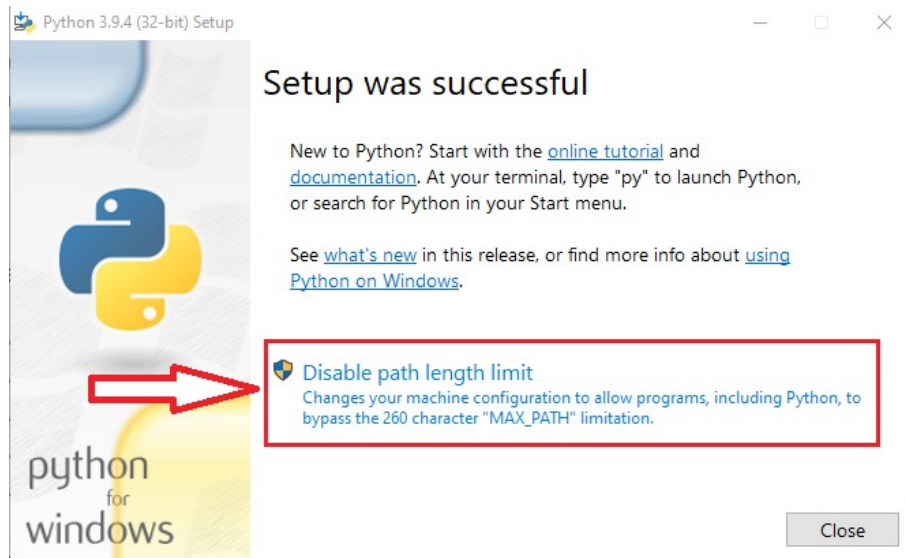 Python 3.9.4 (32-bit) Setup
Setup was successful
New to Python? Start with the online tutorial and
documentation. At your terminal, type "py" to launch Python,
or search for Python in your Start menu.
See what's new in this release, or find more info about using
Python on Windows.
Disable path length limit
Changes your machine configuration to allow programs, including Python, to
bypass the 260 character "MAX_PATH" limitation.
python
for
windows
Close